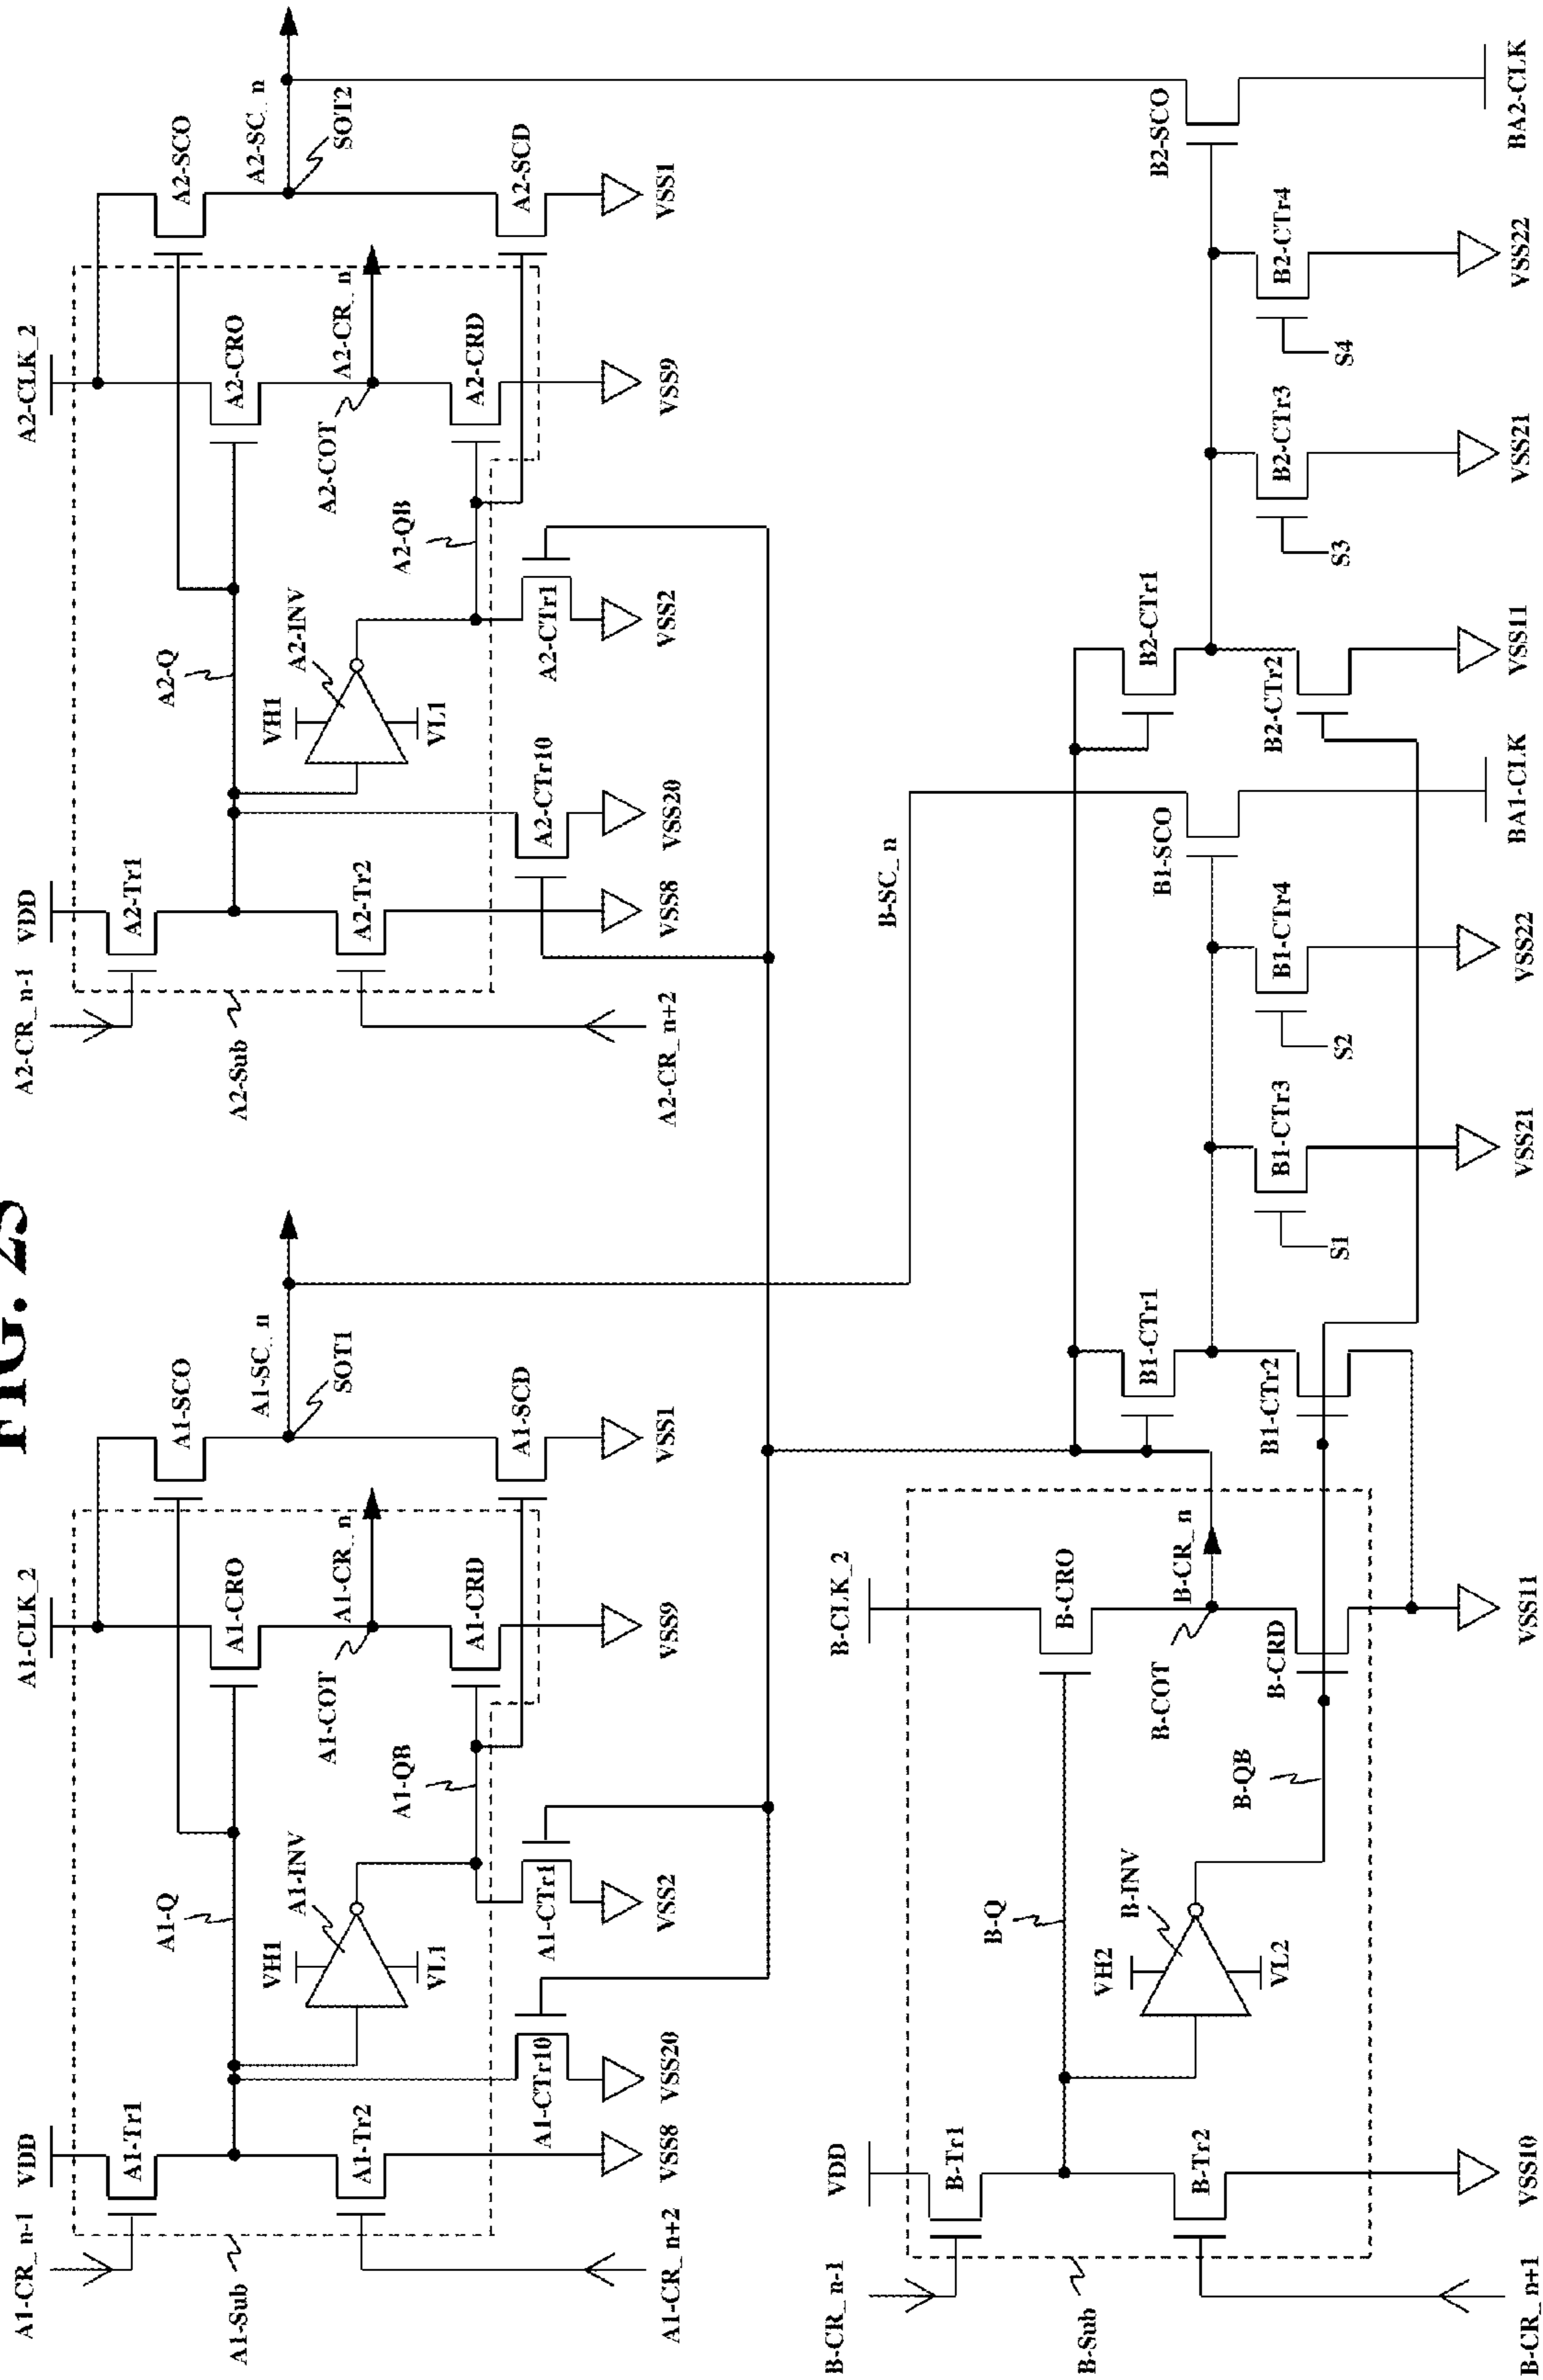 FIG. 25
A1-CR_n-1
VDD
A1-CLK_2
A2-CR_n-1
VDD
A2-CLK_2
A1-Tr1
A1-Q
A1-CRO
A1-SCO
A1-SC_n
A2-Tr1
A2-Q
A2-CRO
A2-SCO
A2-SC_n
A1-Sub
VH1
A1-INV
A1-COT
A1-CR_n
SOT1
A2-Sub
VH1
A2-INV
A2-COT
A2-CR_n
SOT2
A1-Tr2
VL1
A1-QB
A1-CRD
A1-SCD
A2-Tr2
VL1
A2-QB
A2-CRD
A2-SCD
A1-CTr10
A1-CTr1
A2-CTr10
A2-CTr1
A1-CR_n+2
VSS8
VSS20
VSS2
VSS9
VSS1
A2-CR_n+2
VSS8
VSS20
VSS2
VSS9
VSS1
B-CR_n-1
VDD
B-CLK_2
B-SC_n
B-Tr1
B-Q
B-CRO
B-Sub
VH2
B-INV
B-COT
B-CR_n
B1-CTr1
B1-SCO
B2-CTr1
B2-SCO
B-Tr2
VL2
B-QB
B-CRD
B1-CTr2
B1-CTr3
B1-CTr4
B2-CTr2
B2-CTr3
B2-CTr4
S1
S2
S3
S4
B-CR_n+1
VSS10
VSS11
VSS21
VSS22
BA1-CLK
VSS11
VSS21
VSS22
BA2-CLK